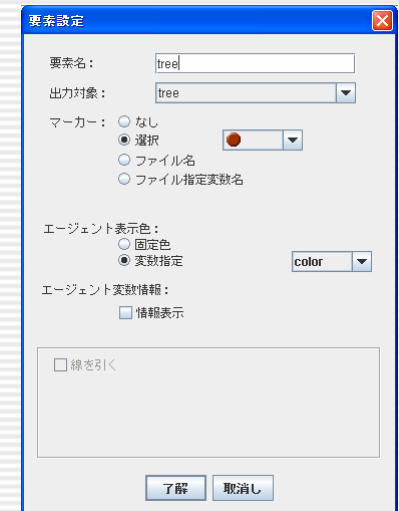 要素設定
要素名： tree
出力対象： tree
マーカー： なし
選択
ファイル名
ファイル指定変数名
エージェント表示色：
固定色
変数指定 color
エージェント変数情報：
情報表示
線を引く
了解 取消し